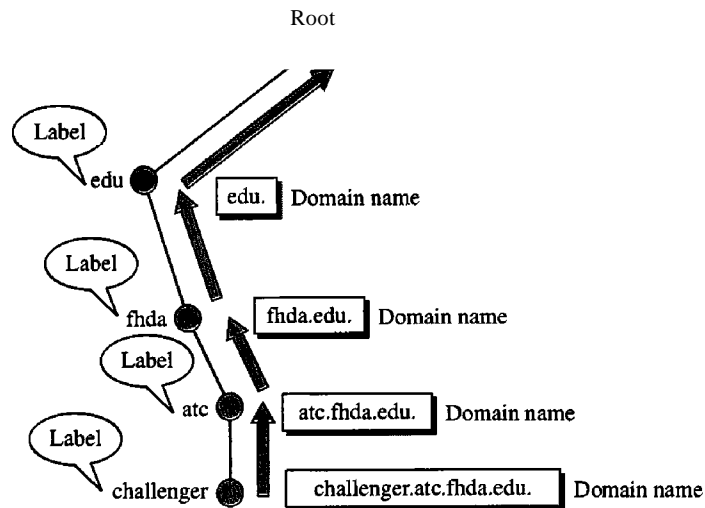 Root
Label
edu
edu.
Domain name
Label
fhda
fhda.edu.
Domain name
Label
atc
atc.fhda.edu.
Domain name
Label
challenger
challenger.atc.fhda.edu.
Domain name